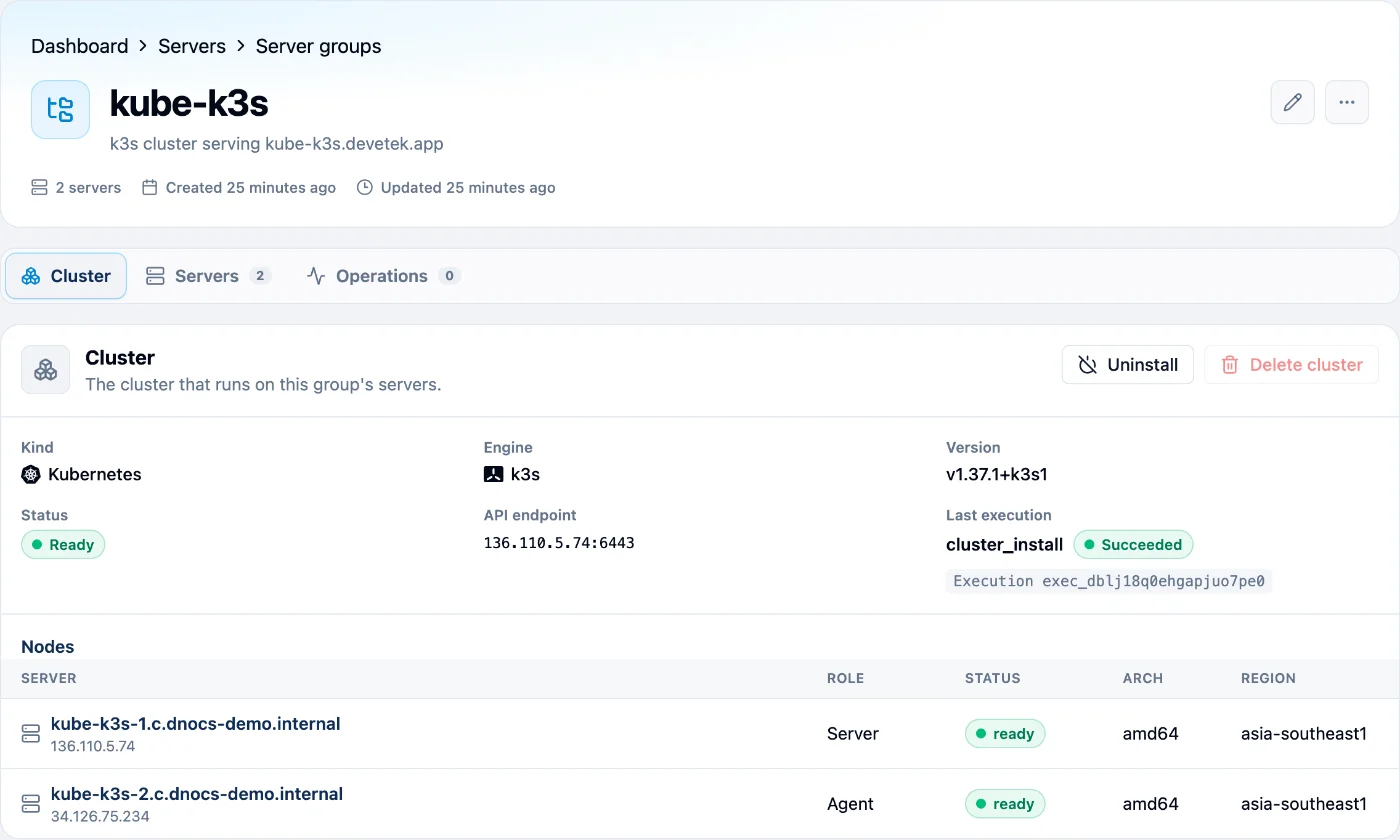 Dashboard > Servers > Server groups
kube-k3s
k3s cluster serving kube-k3s.devetek.app
2 servers Created 25 minutes ago Updated 25 minutes ago
Cluster Servers 2 Operations 0
Cluster
The cluster that runs on this group's servers.
Uninstall Delete cluster
Kind Engine Version
Kubernetes k3s v1.37.1+k3s1
Status API endpoint Last execution
Ready 136.110.5.74:6443 cluster_install Succeeded
Execution exec_dblj18q0ehgapjuo7pe0
Nodes
SERVER ROLE STATUS ARCH REGION
kube-k3s-1.c.dnocs-demo.internal
136.110.5.74
Server ready amd64 asia-southeast1
kube-k3s-2.c.dnocs-demo.internal
34.126.75.234
Agent ready amd64 asia-southeast1